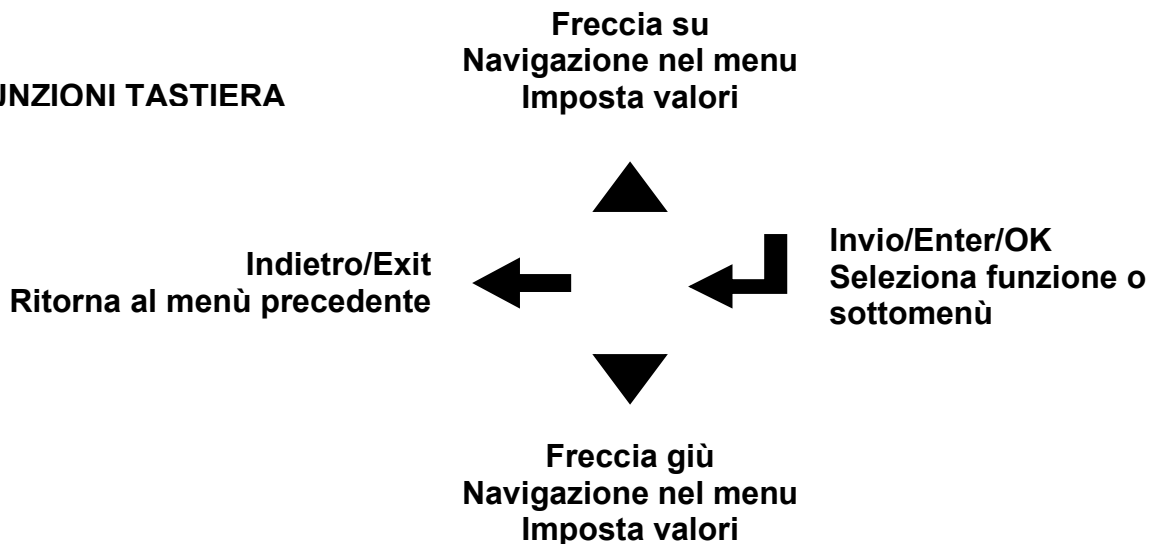 Freccia su
Navigazione nel menu
Imposta valori
UNZIONI TASTIERA
Indietro/Exit
Ritorna al menù precedente
Invio/Enter/OK
Seleziona funzione o
sottomenù
Freccia giù
Navigazione nel menu
Imposta valori